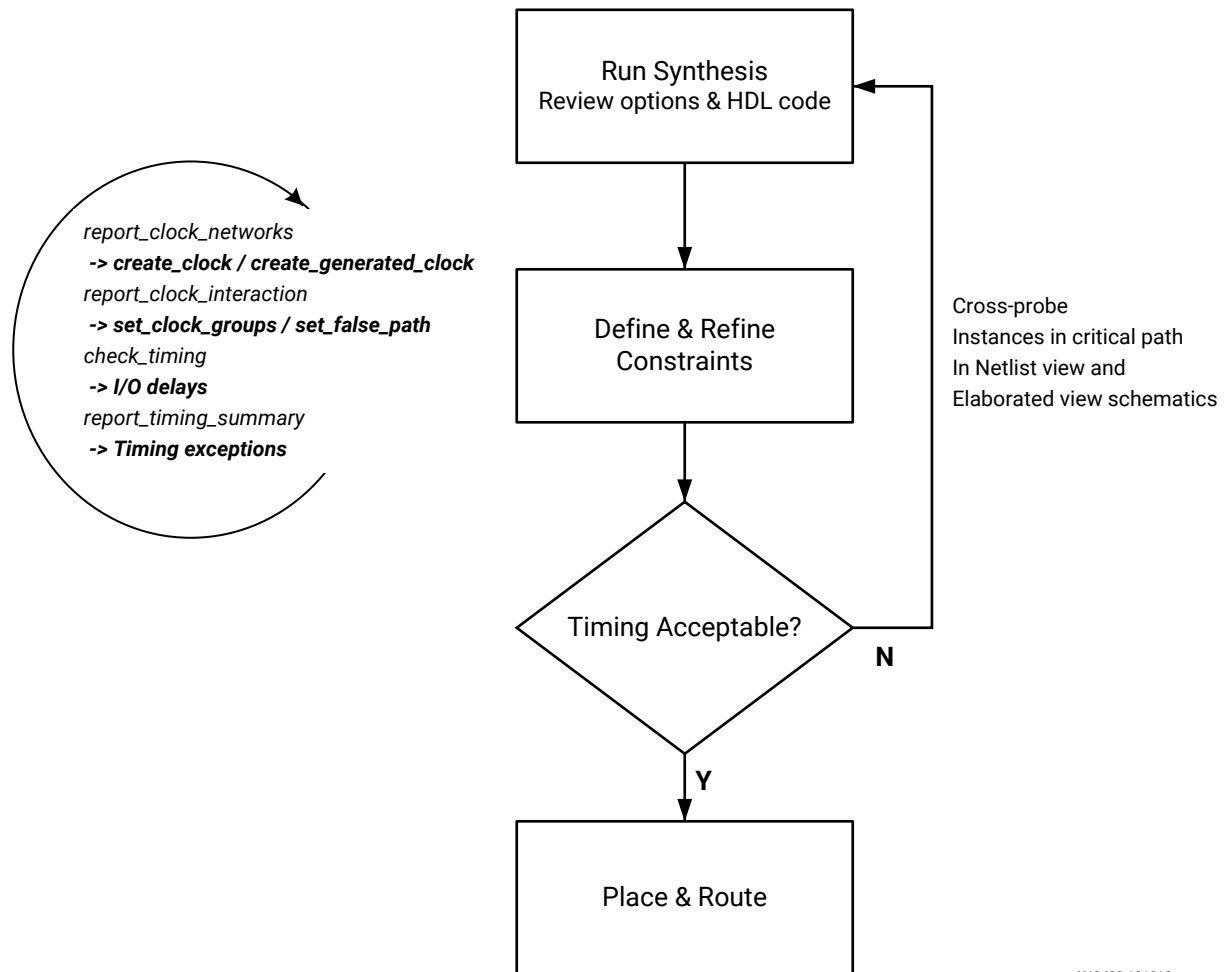 Run Synthesis
Review options & HDL code
report_clock_networks
-> create_clock / create_generated_clock
report_clock_interaction
-> set_clock_groups / set_false_path
check_timing
-> I/O delays
report_timing_summary
-> Timing exceptions
Define & Refine
Constraints
Cross-probe
Instances in critical path
In Netlist view and
Elaborated view schematics
Timing Acceptable?
N
Y
Place & Route